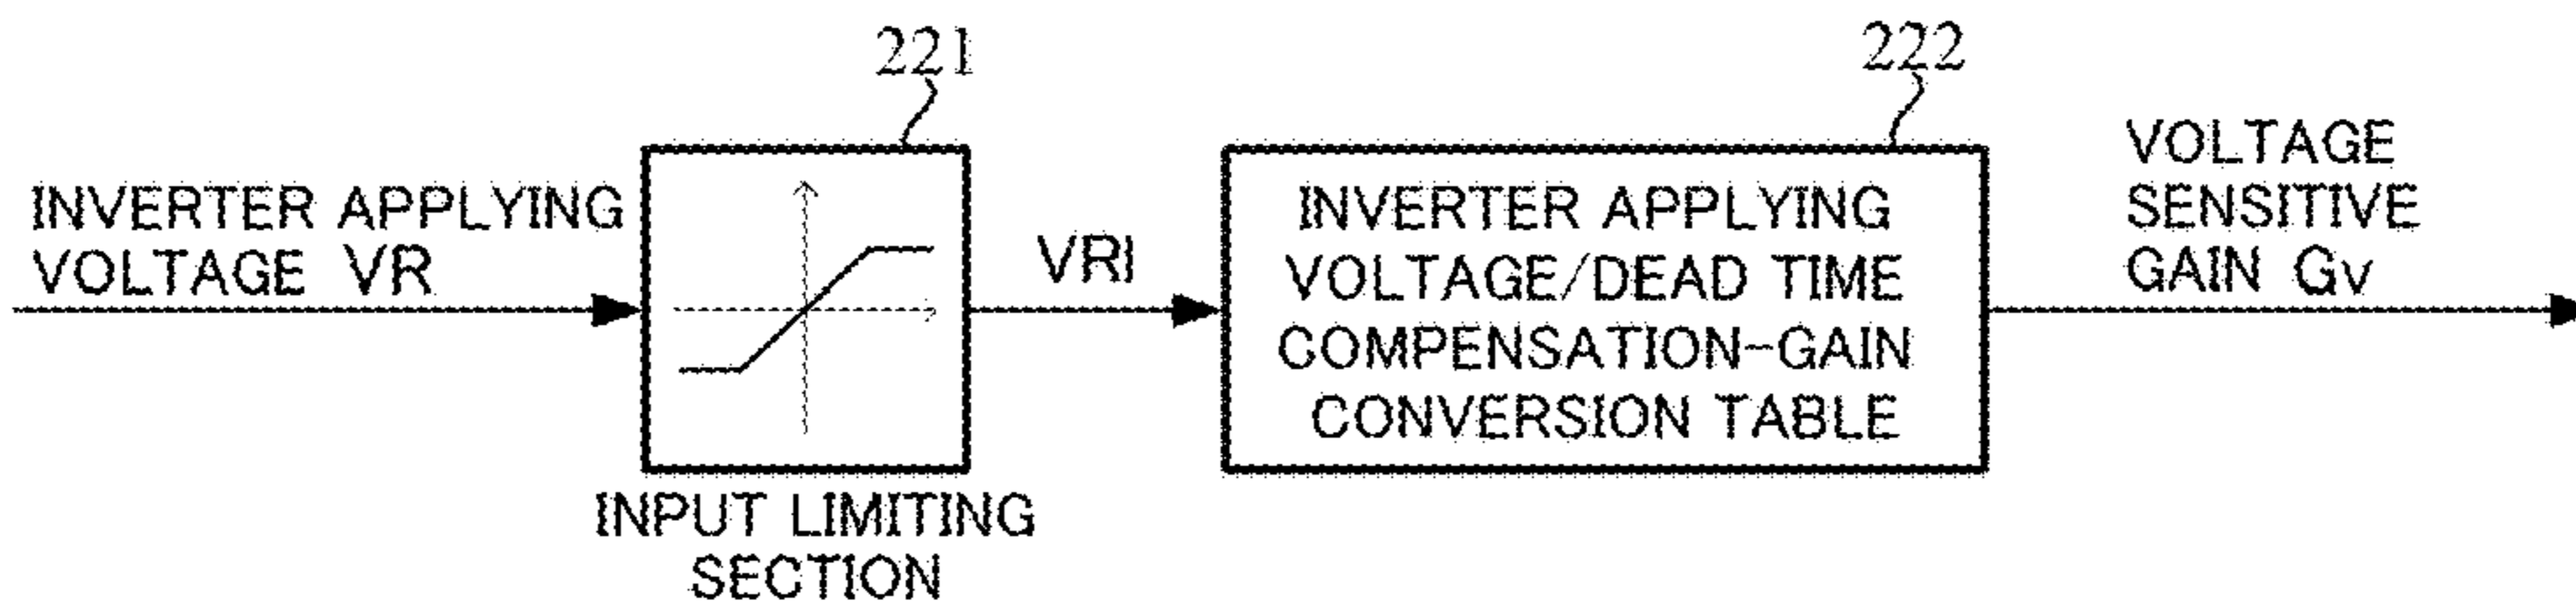 221
222
INVERTER APPLYING
VOLTAGE VR
VRl
INVERTER APPLYING
VOLTAGE/DEAD TIME
COMPENSATION-GAIN
CONVERSION TABLE
VOLTAGE
SENSITIVE
GAIN Gv
INPUT LIMITING
SECTION